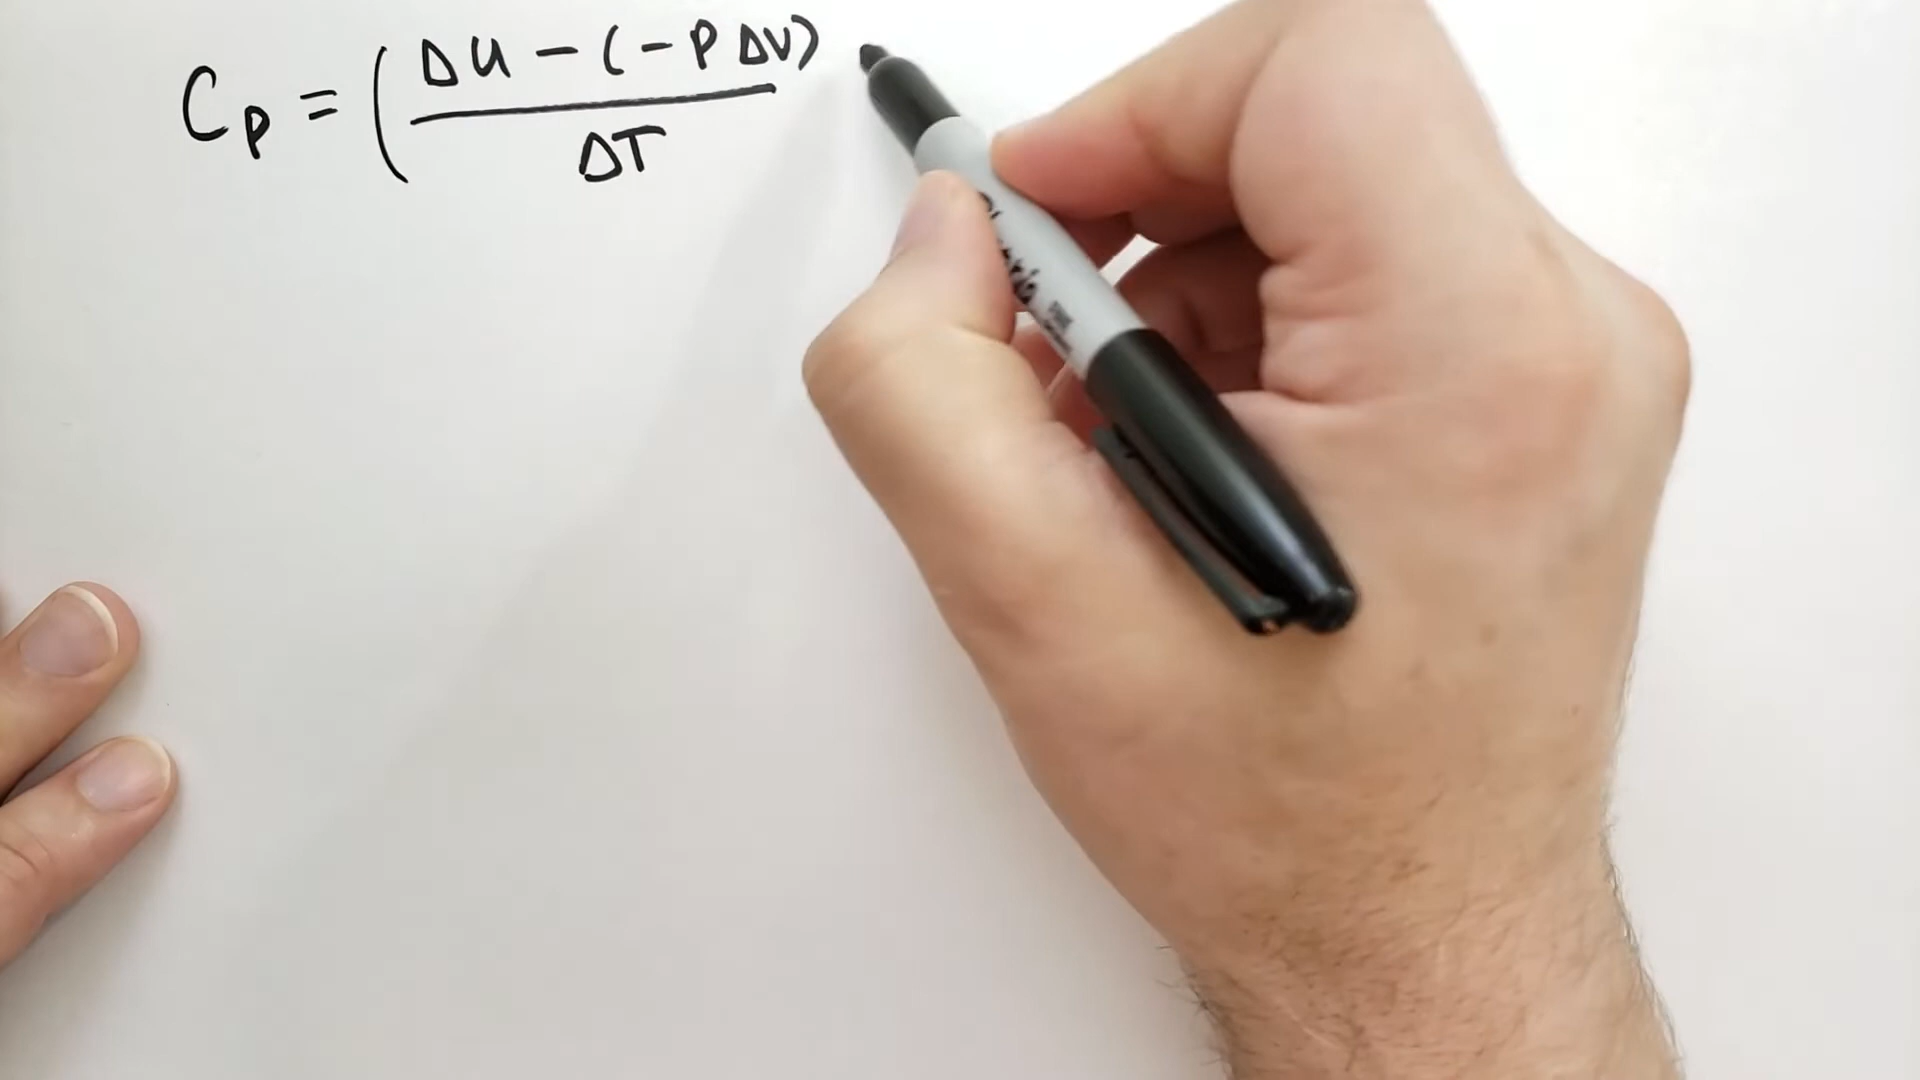 Cp = ( ΔU - (-P ΔV)
ΔT